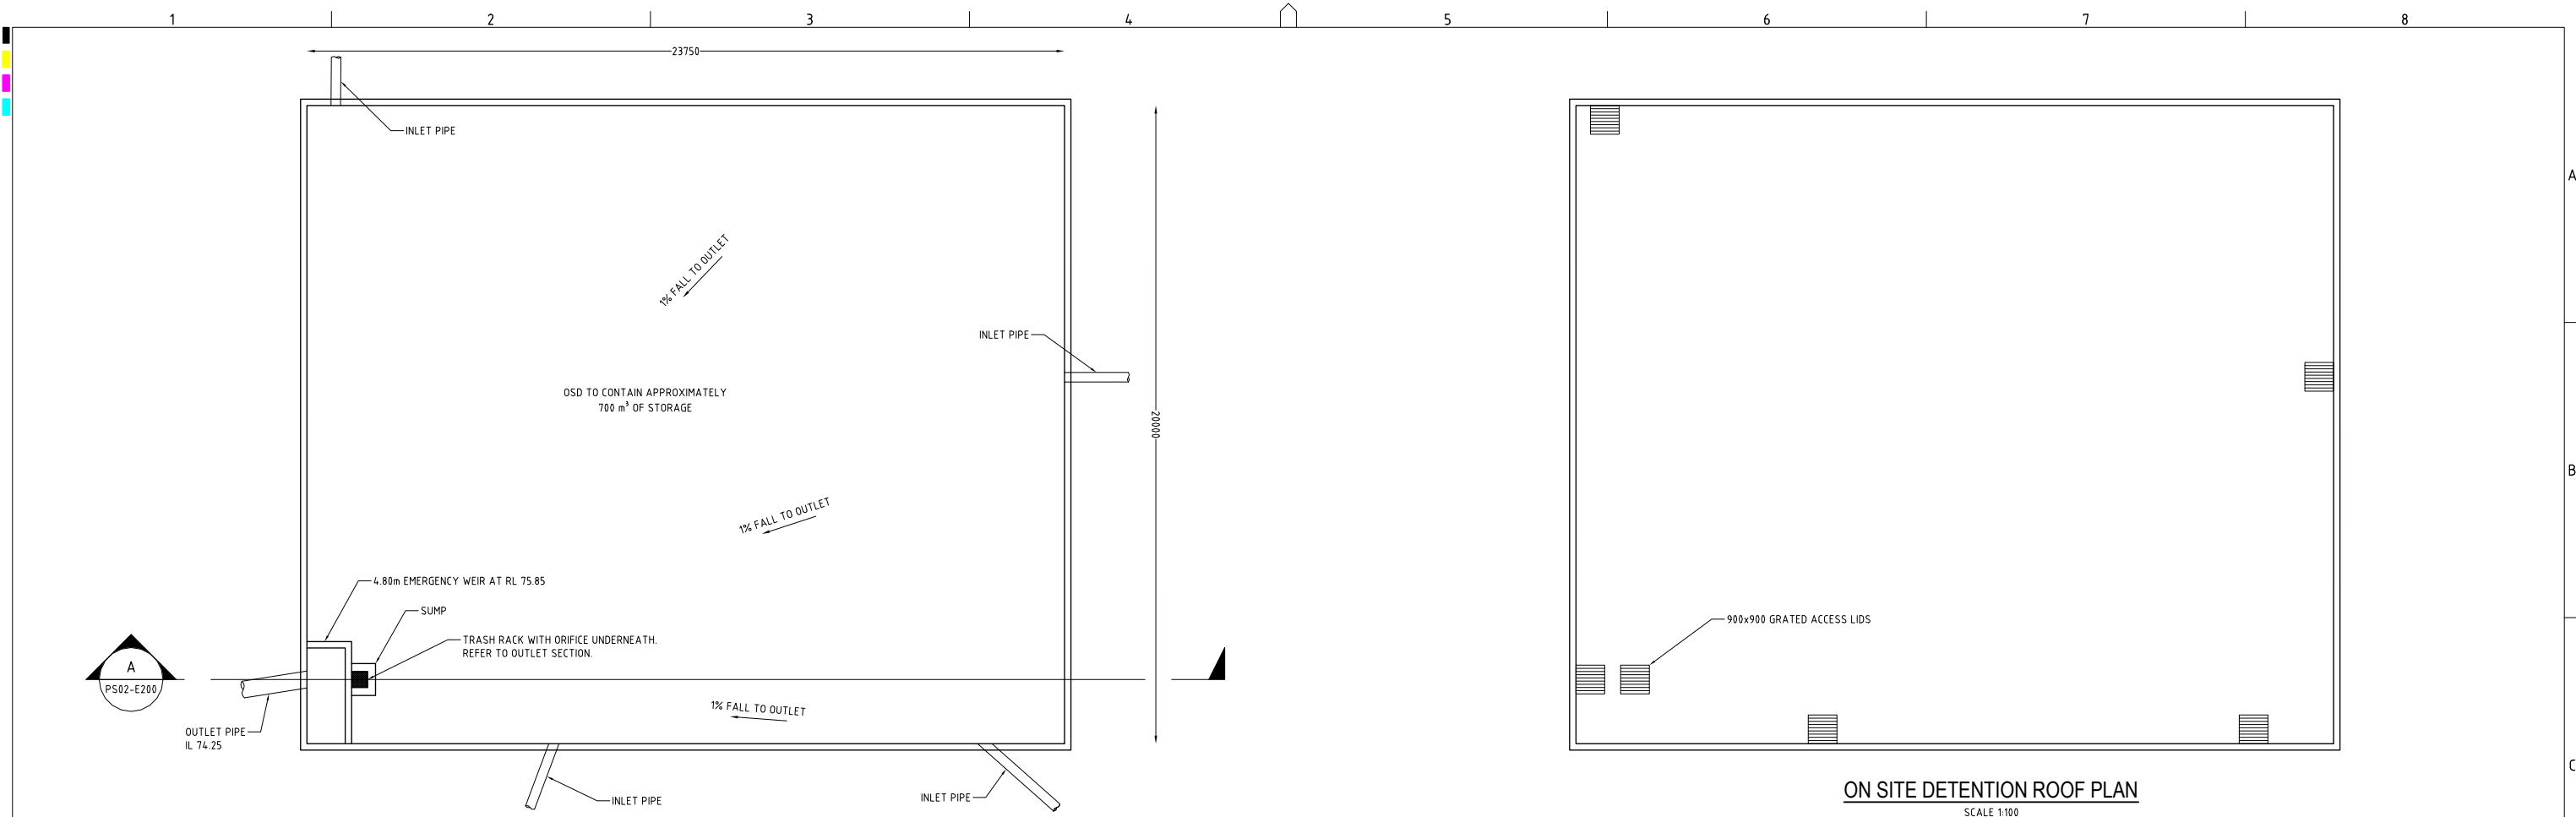 1 2 3 4 5 6 7 8
23750
INLET PIPE
A
1% FALL TO OUTLET
INLET PIPE
OSD TO CONTAIN APPROXIMATELY
700 m³ OF STORAGE
20000
B
1% FALL TO OUTLET
4.80m EMERGENCY WEIR AT RL 75.85
SUMP
TRASH RACK WITH ORIFICE UNDERNEATH.
REFER TO OUTLET SECTION.
900x900 GRATED ACCESS LIDS
A
PS02-E200
1% FALL TO OUTLET
OUTLET PIPE
IL 74.25
INLET PIPE
INLET PIPE
C
ON SITE DETENTION ROOF PLAN
SCALE 1:100